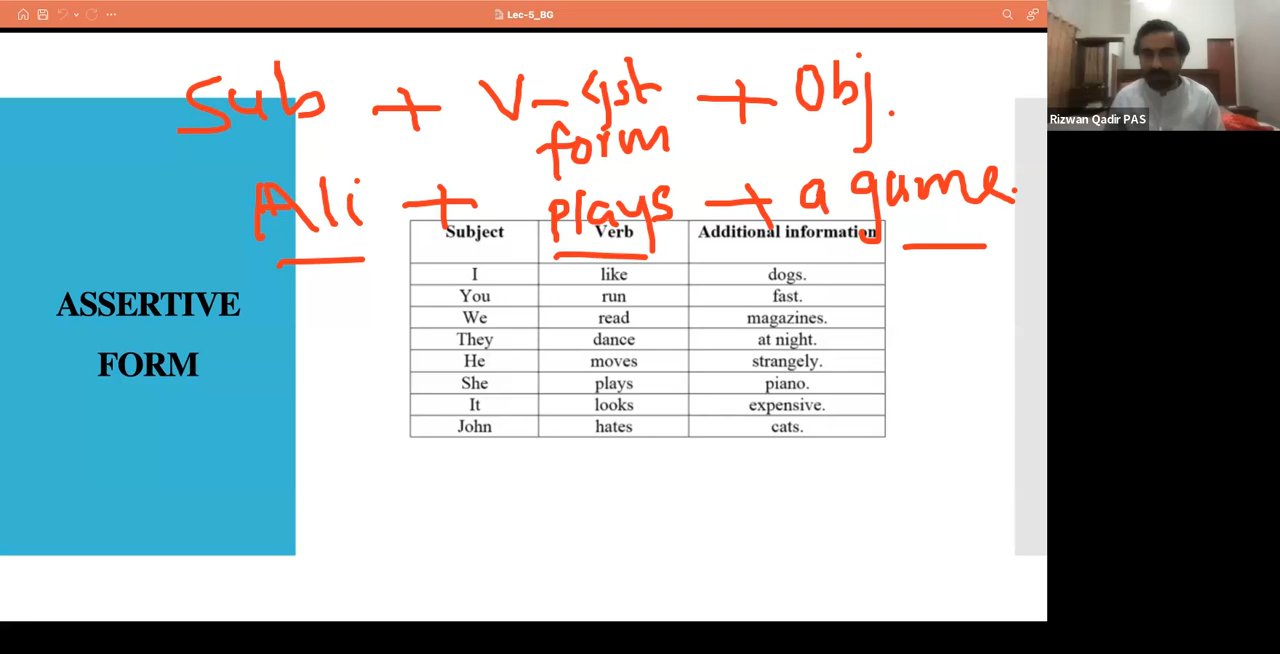 Lec-5_BG
Rizwan Qadir PAS
Sub + V-1st + Obj.
form
Ali + plays + a game.
ASSERTIVE
FORM
Subject Verb Additional information
I like dogs.
You run fast.
We read magazines.
They dance at night.
He moves strangely.
She plays piano.
It looks expensive.
John hates cats.